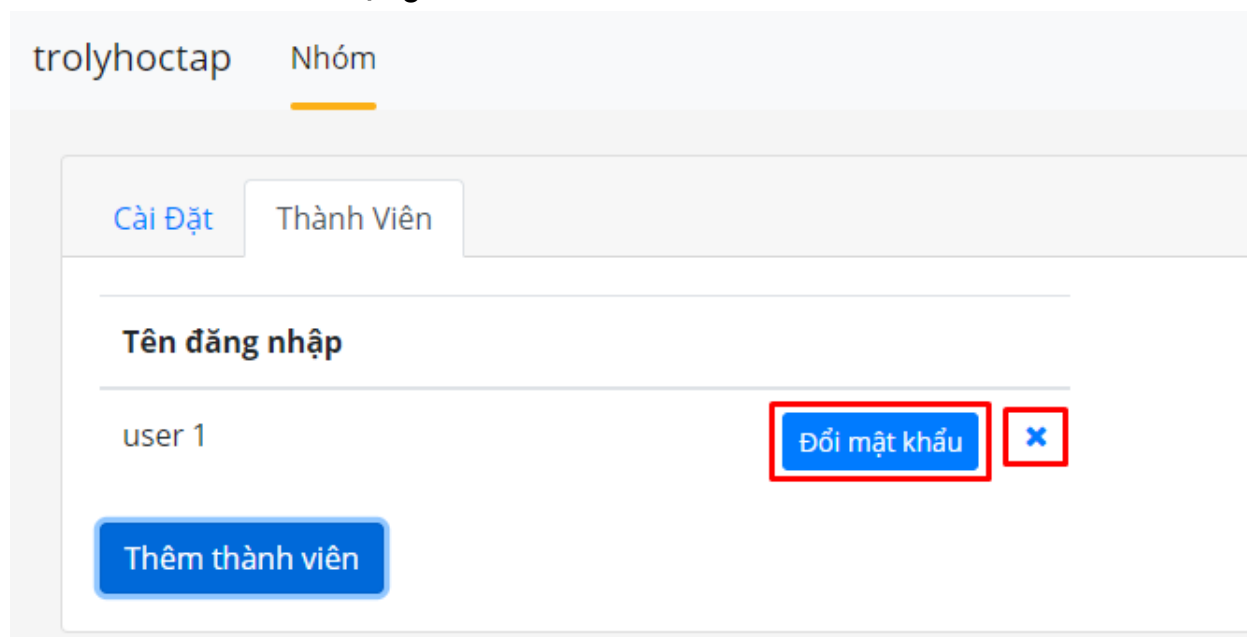 trolyhoctap Nhóm
Cài Đặt Thành Viên
Tên đăng nhập
user 1 Đổi mật khẩu ×
Thêm thành viên